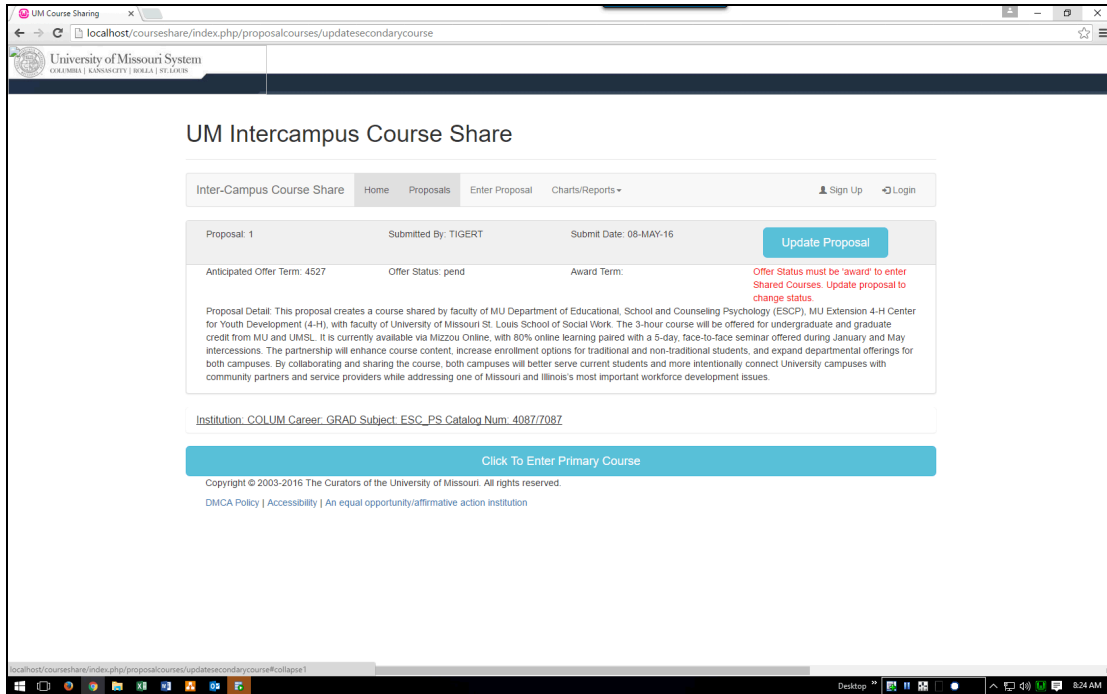 UM Course Sharing
localhost/courseshare/index.php/proposalcourses/updatesecondarycourse
University of Missouri System
COLUMBIA | KANSAS CITY | ROLLA | ST. LOUIS
UM Intercampus Course Share
Inter-Campus Course Share Home Proposals Enter Proposal Charts/Reports Sign Up Login
Proposal: 1 Submitted By: TIGERT Submit Date: 08-MAY-16 Update Proposal
Anticipated Offer Term: 4527 Offer Status: pend Award Term: Offer Status must be 'award' to enter
Shared Courses. Update proposal to
change status.
Proposal Detail: This proposal creates a course shared by faculty of MU Department of Educational, School and Counseling Psychology (ESCP), MU Extension 4-H Center
for Youth Development (4-H), with faculty of University of Missouri St. Louis School of Social Work. The 3-hour course will be offered for undergraduate and graduate
credit from MU and UMSL. It is currently available via Mizzou Online, with 80% online learning paired with a 5-day, face-to-face seminar offered during January and May
intercessions. The partnership will enhance course content, increase enrollment options for traditional and non-traditional students, and expand departmental offerings for
both campuses. By collaborating and sharing the course, both campuses will better serve current students and more intentionally connect University campuses with
community partners and service providers while addressing one of Missouri and Illinois's most important workforce development issues.
Institution: COLUM Career: GRAD Subject: ESC_PS Catalog Num: 4087/7087
Click To Enter Primary Course
Copyright © 2003-2016 The Curators of the University of Missouri. All rights reserved.
DMCA Policy | Accessibility | An equal opportunity/affirmative action institution
localhost/courseshare/index.php/proposalcourses/updatesecondarycourse#collapse1
Desktop 8:24 AM